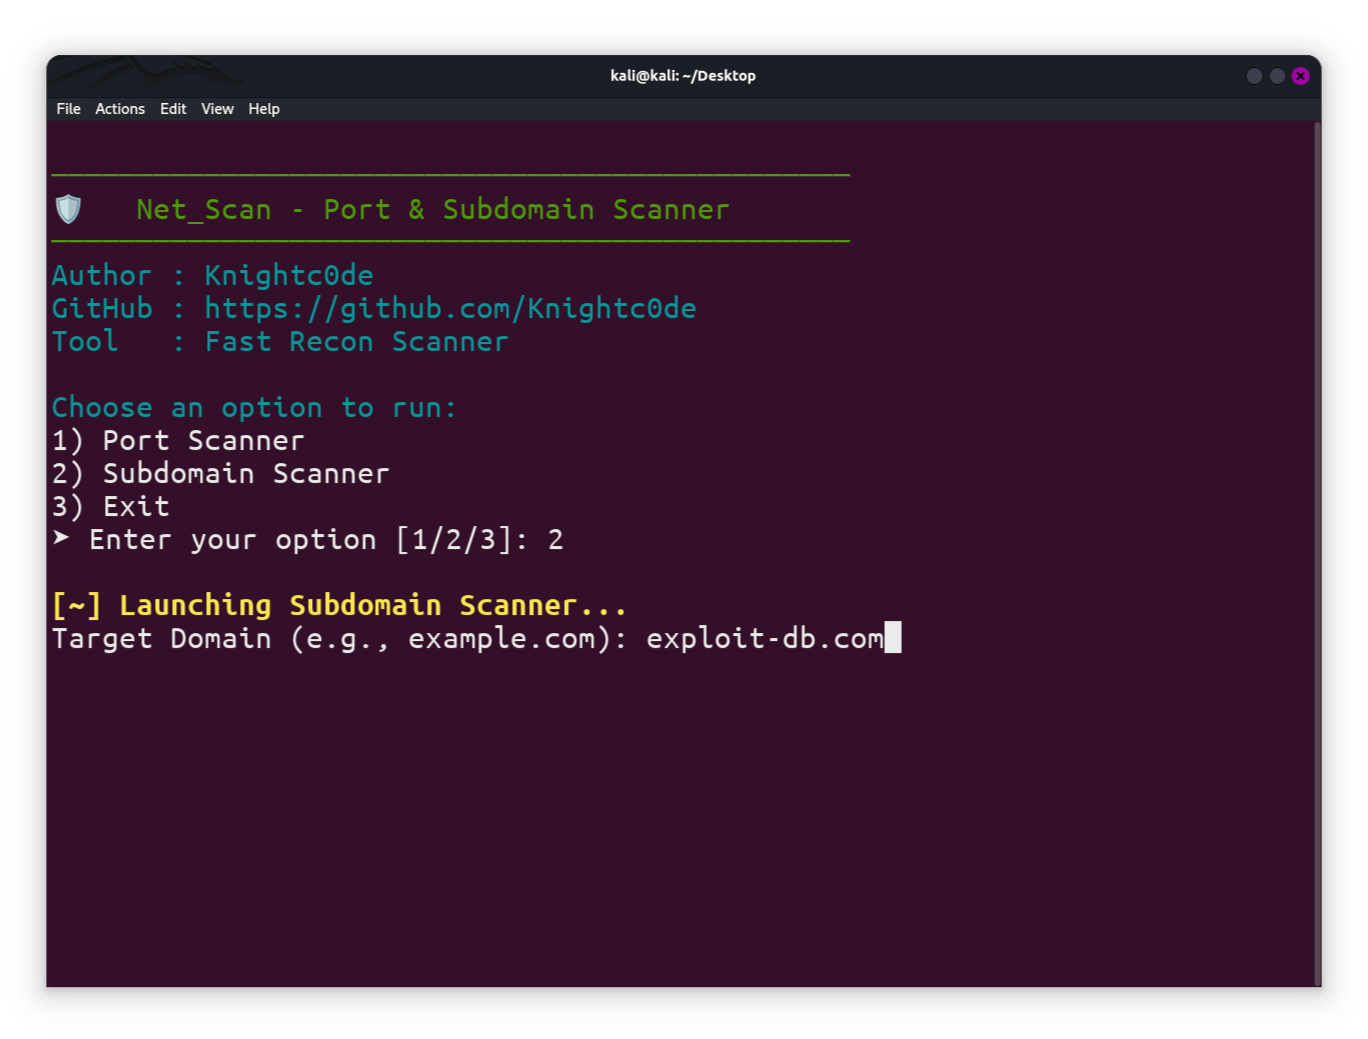 kali@kali: ~/Desktop
File Actions Edit View Help
🛡️ Net_Scan - Port & Subdomain Scanner
Author : Knightc0de
GitHub : https://github.com/Knightc0de
Tool : Fast Recon Scanner
Choose an option to run:
1) Port Scanner
2) Subdomain Scanner
3) Exit
➤ Enter your option [1/2/3]: 2
[~] Launching Subdomain Scanner...
Target Domain (e.g., example.com): exploit-db.com